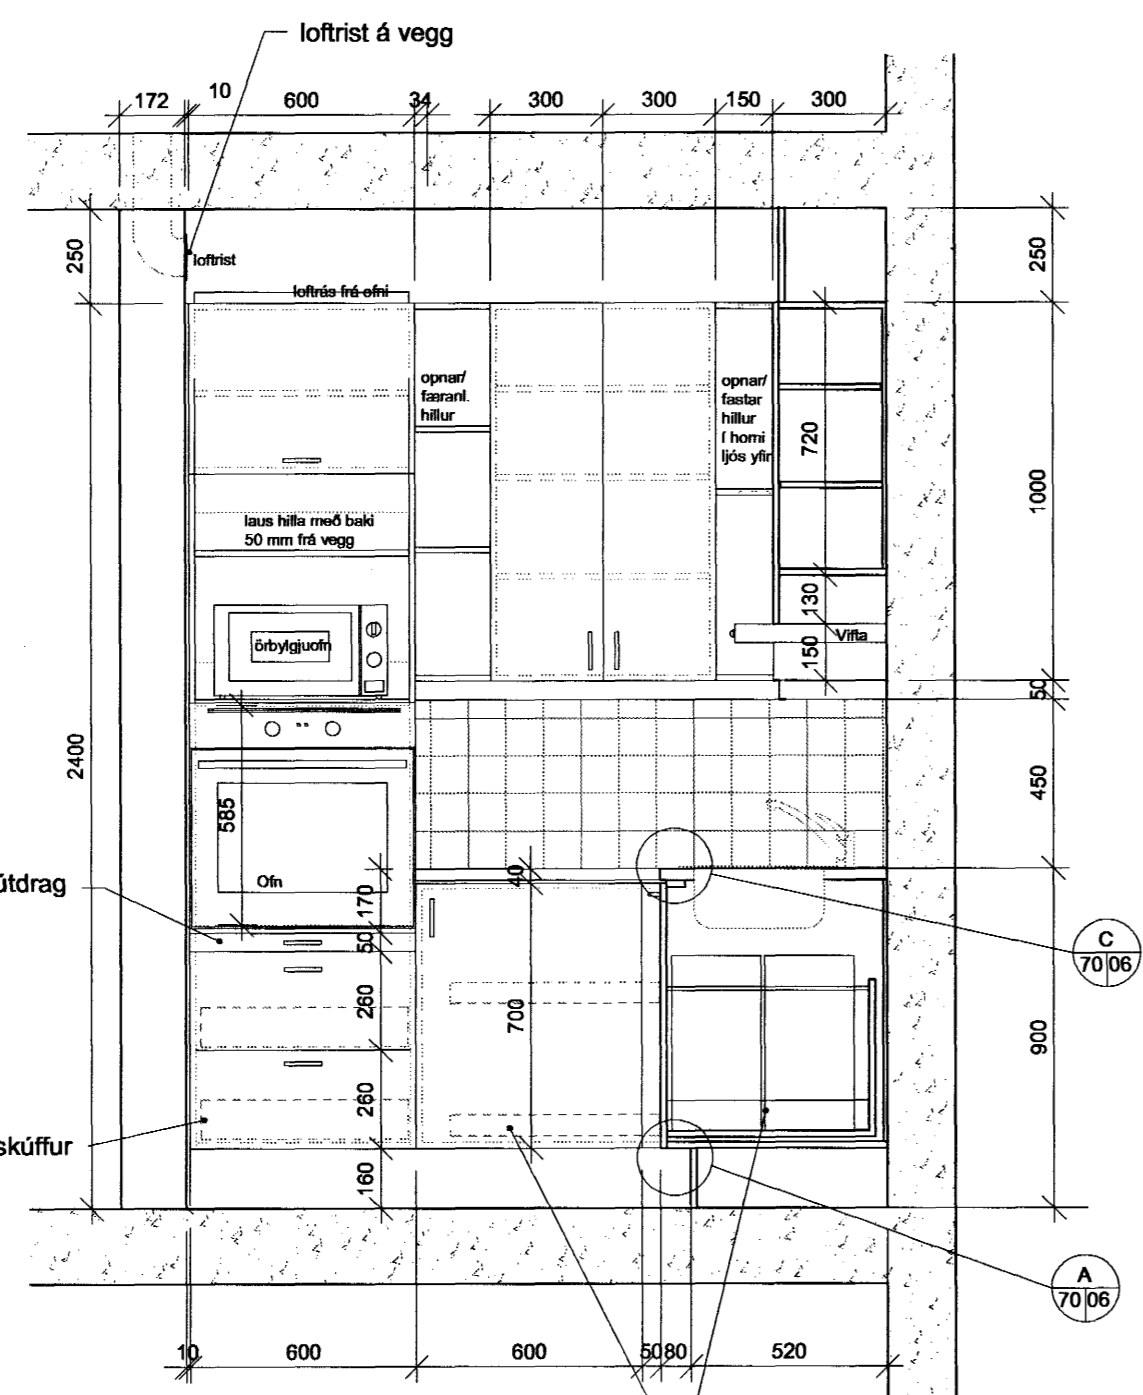 loftrist á vegg
172
10
600
34
300
300
150
300
250
loftrist
loftrás frá ofni
250
opnar/
færanl.
hillur
opnar/
fastar
hillur
í horni
ljós yfir
720
1000
laus hilla með baki
50 mm frá vegg
örbylgjuofn
130
Vifta
150
50
2400
585
450
Ofn
útdrag
170
40
50
C
70 06
260
700
900
260
skúffur
160
A
70 06
10
600
600
50
80
520